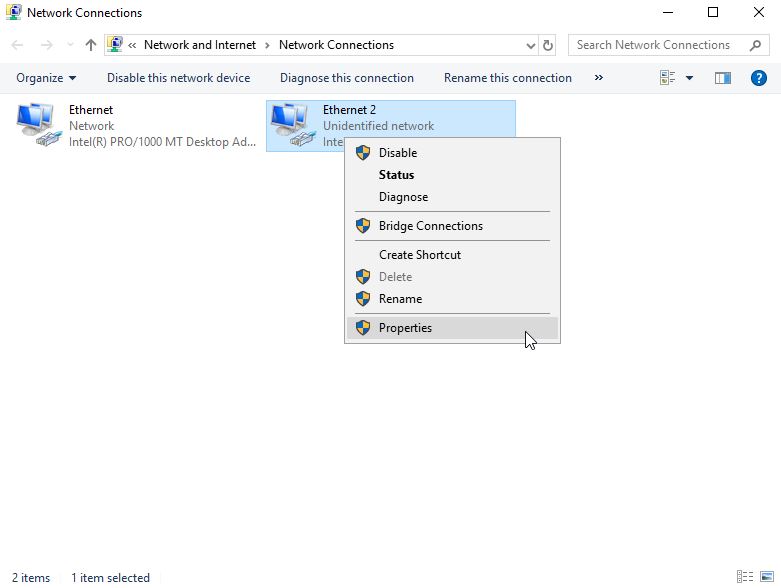 Network Connections
« Network and Internet > Network Connections
Search Network Connections
Organize
Disable this network device
Diagnose this connection
Rename this connection
»
?
Ethernet
Network
Intel(R) PRO/1000 MT Desktop Ad...
Ethernet 2
Unidentified network
Inte
Disable
Status
Diagnose
Bridge Connections
Create Shortcut
Delete
Rename
Properties
2 items
1 item selected